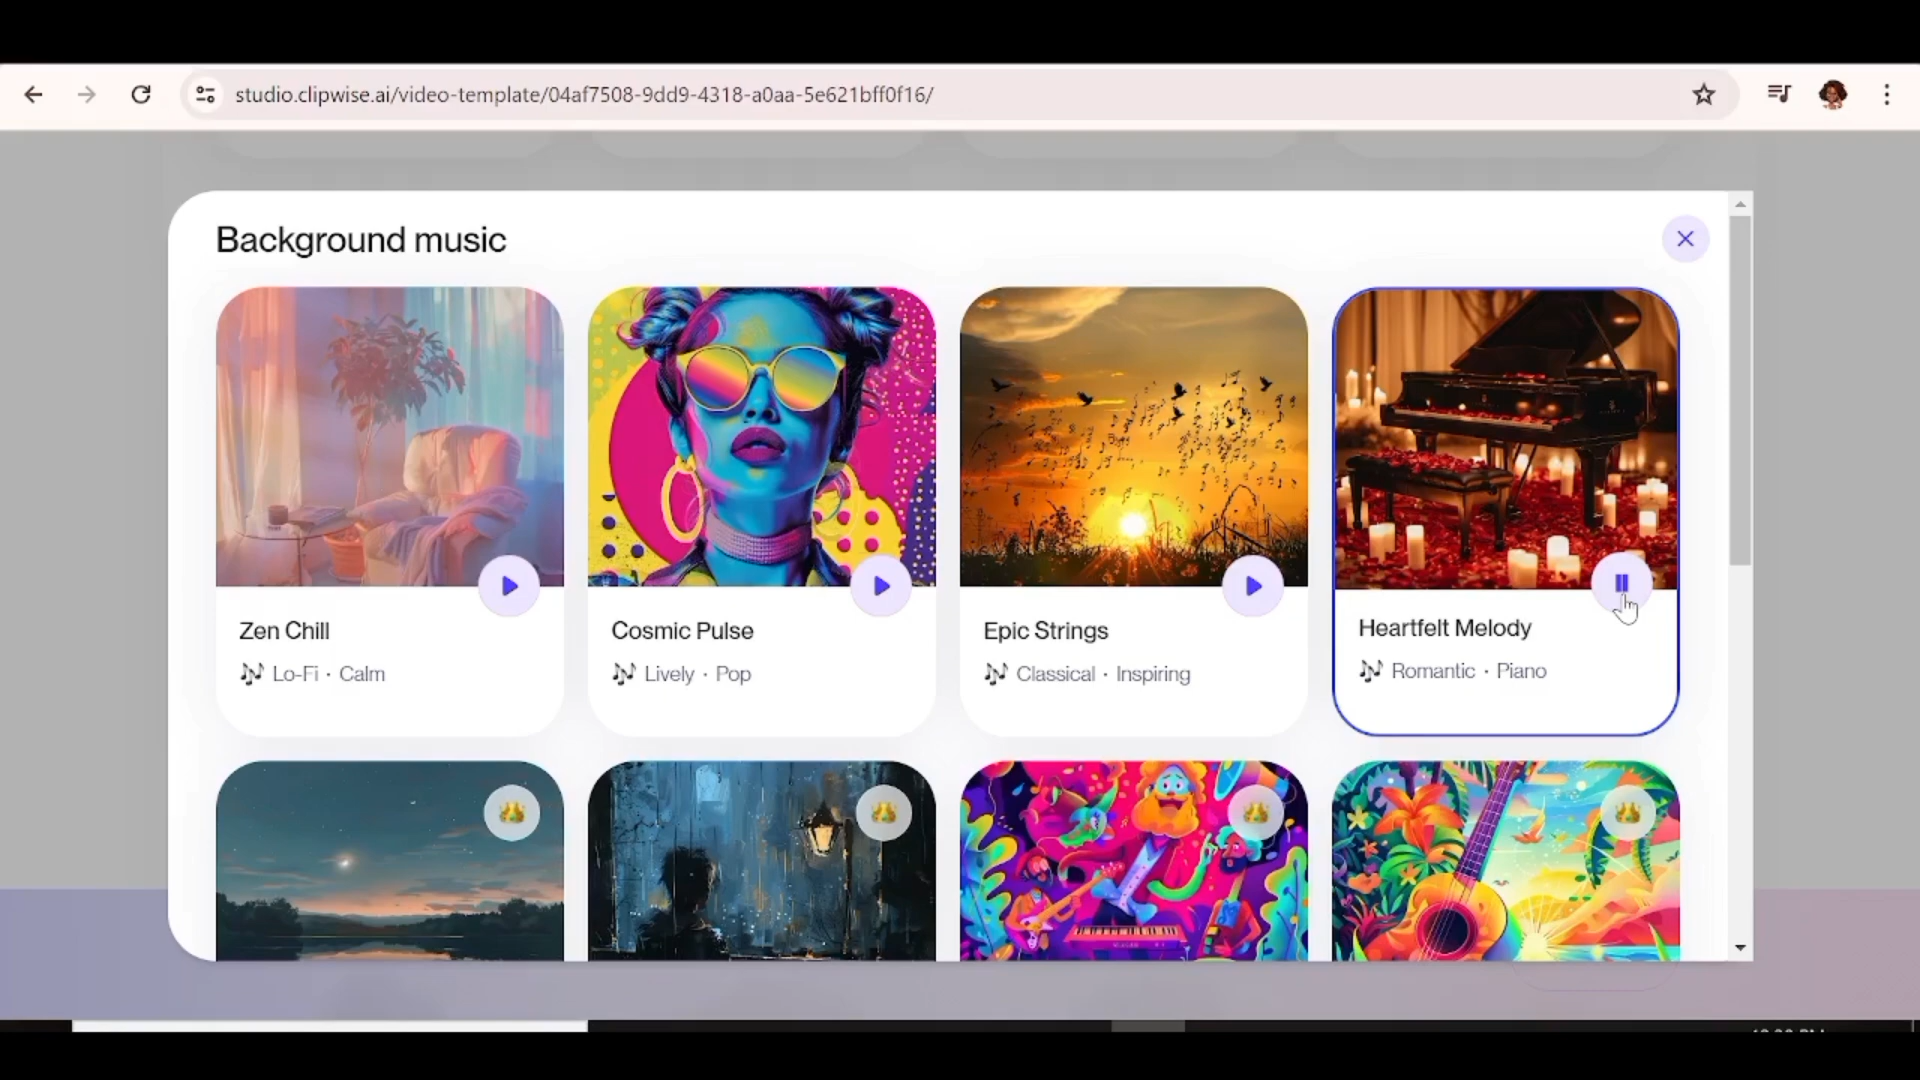 studio.clipwise.ai/video-template/04af7508-9dd9-4318-a0aa-5e621bff0f16/
Background music
Zen Chill
Lo-Fi · Calm
Cosmic Pulse
Lively · Pop
Epic Strings
Classical · Inspiring
Heartfelt Melody
Romantic · Piano